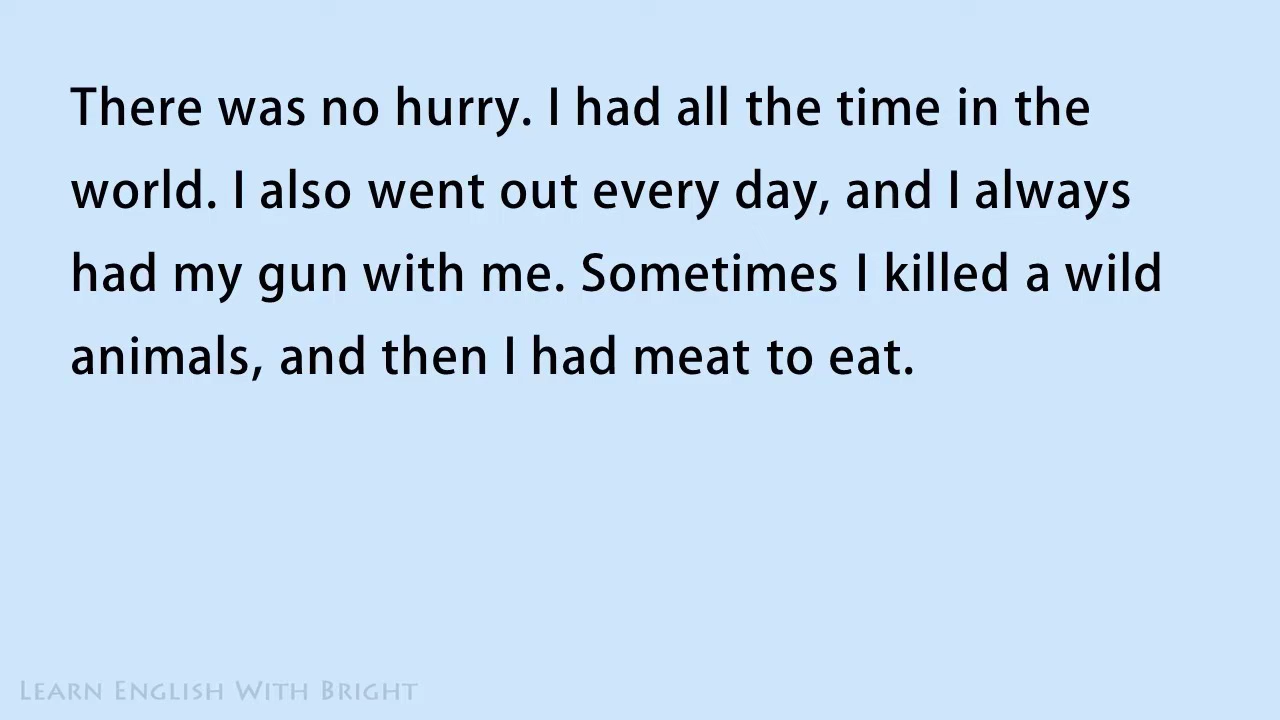 There was no hurry. I had all the time in the
world. I also went out every day, and I always
had my gun with me. Sometimes I killed a wild
animals, and then I had meat to eat.
Learn English With Bright